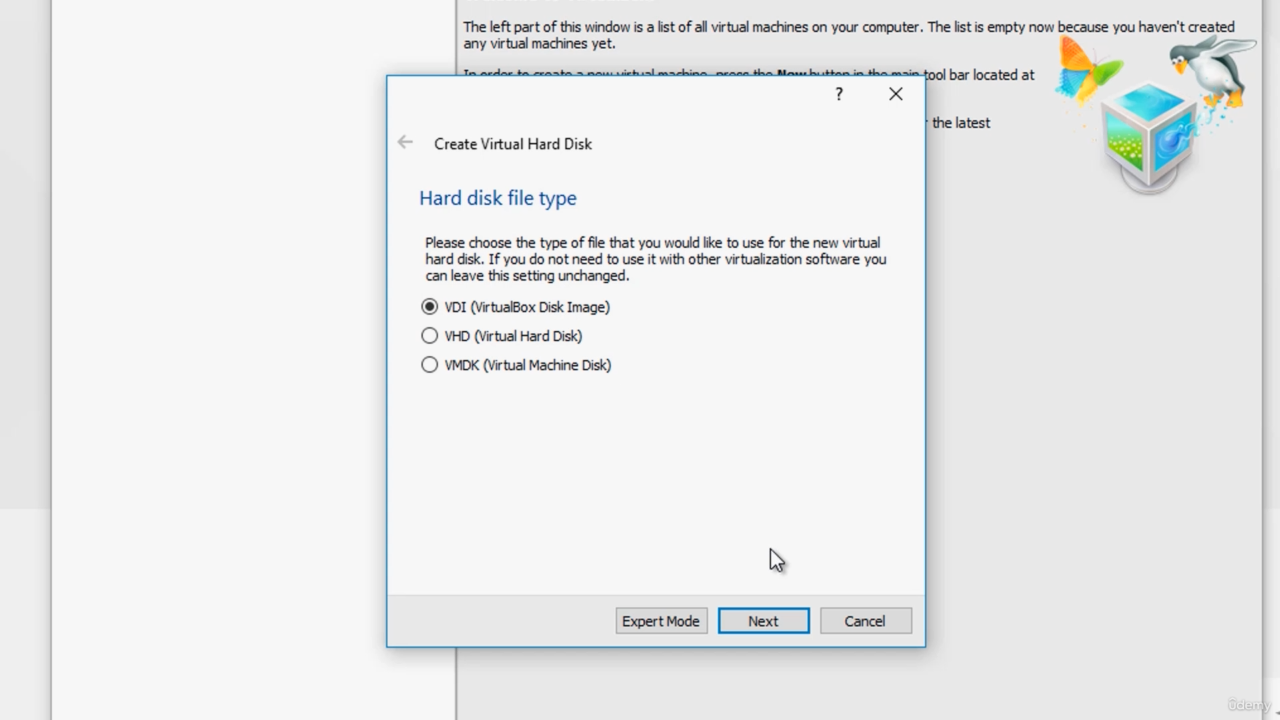 The left part of this window is a list of all virtual machines on your computer. The list is empty now because you haven't created
any virtual machines yet.
In order to create a new virtual machine, press the New button in the main tool bar located at
the latest
?
Create Virtual Hard Disk
Hard disk file type
Please choose the type of file that you would like to use for the new virtual
hard disk. If you do not need to use it with other virtualization software you
can leave this setting unchanged.
VDI (VirtualBox Disk Image)
VHD (Virtual Hard Disk)
VMDK (Virtual Machine Disk)
Expert Mode Next Cancel
ûdemy